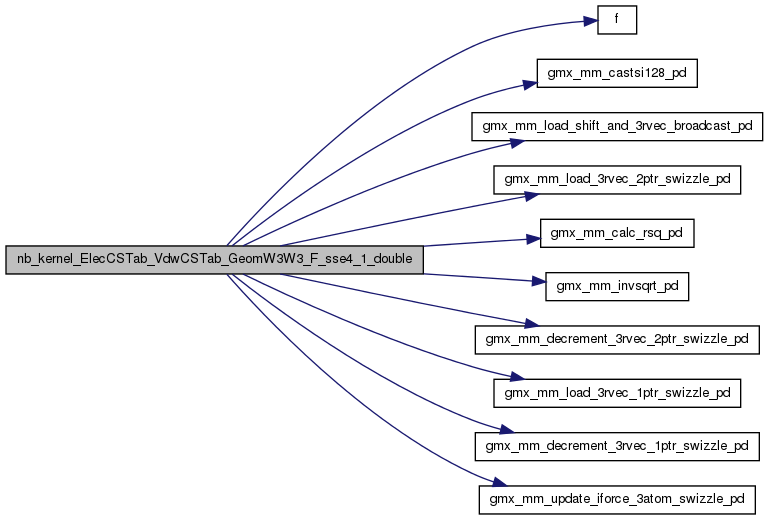 f
gmx_mm_castsi128_pd
gmx_mm_load_shift_and_3rvec_broadcast_pd
gmx_mm_load_3rvec_2ptr_swizzle_pd
gmx_mm_calc_rsq_pd
nb_kernel_ElecCSTab_VdwCSTab_GeomW3W3_F_sse4_1_double
gmx_mm_invsqrt_pd
gmx_mm_decrement_3rvec_2ptr_swizzle_pd
gmx_mm_load_3rvec_1ptr_swizzle_pd
gmx_mm_decrement_3rvec_1ptr_swizzle_pd
gmx_mm_update_iforce_3atom_swizzle_pd